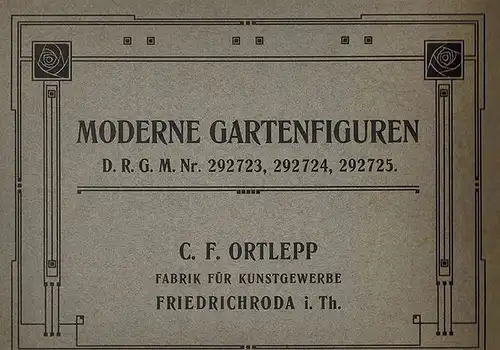 MODERNE GARTENFIGUREN
D. R. G. M. Nr. 292723, 292724, 292725.
C. F. ORTLEPP
FABRIK FÜR KUNSTGEWERBE
FRIEDRICHRODA i. Th.